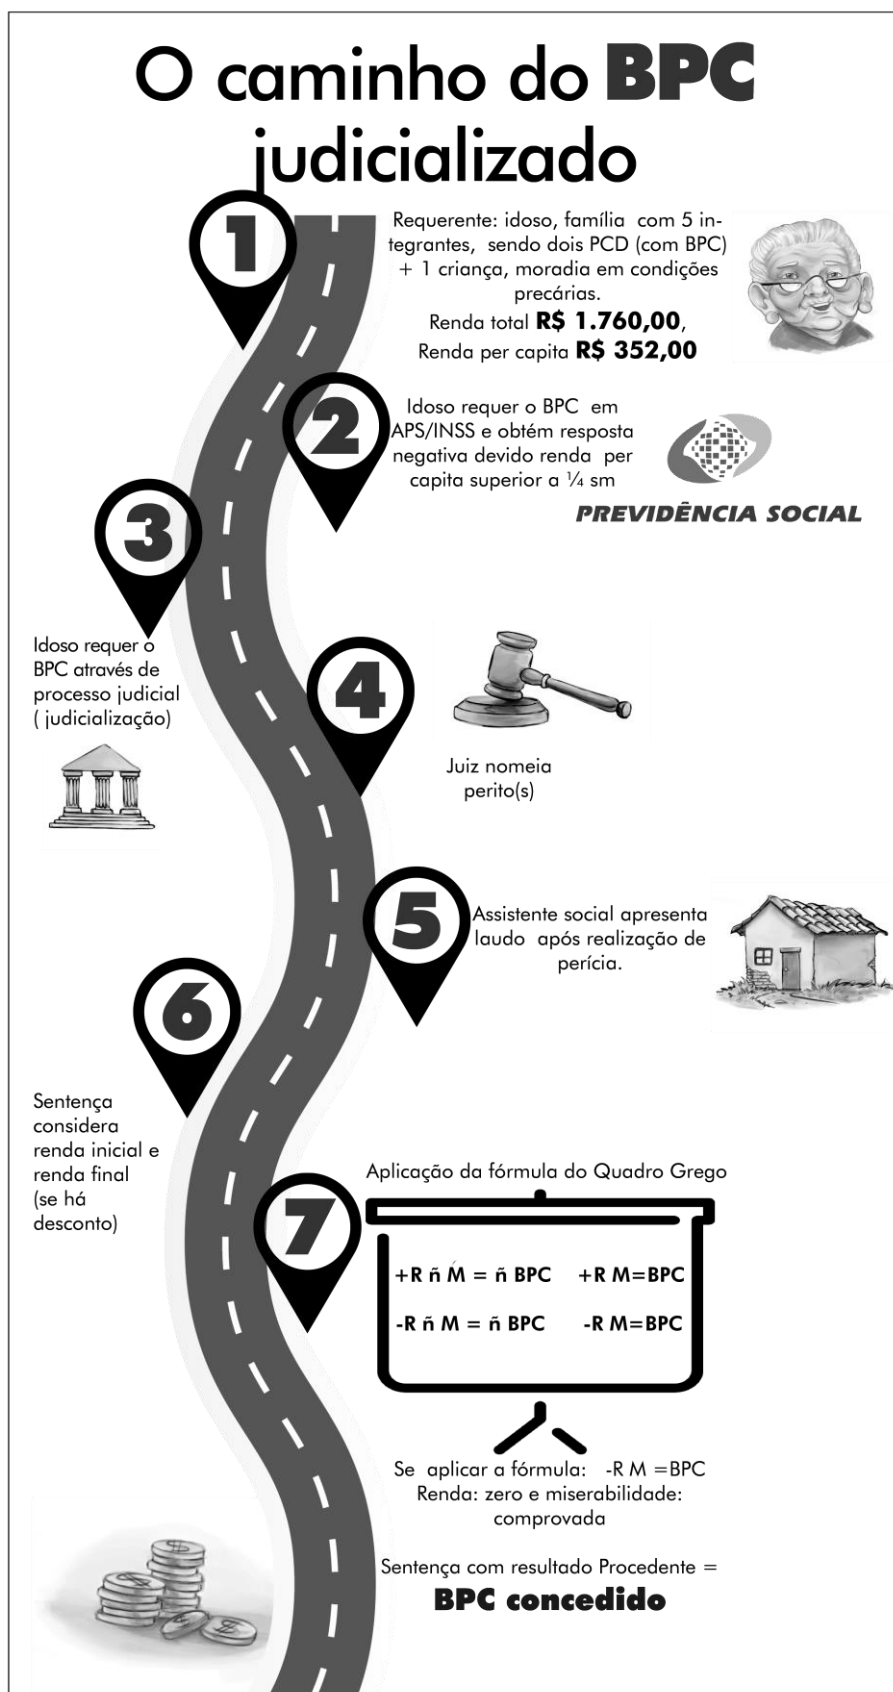 O caminho do BPC
judicializado
1
Requerente: idoso, família com 5 in-
tegrantes, sendo dois PCD (com BPC)
+ 1 criança, moradia em condições
precárias.
Renda total R$ 1.760,00,
Renda per capita R$ 352,00
2
Idoso requer o BPC em
APS/INSS e obtém resposta
negativa devido renda per
capita superior a ¼ sm
PREVIDÊNCIA SOCIAL
3
Idoso requer o
BPC através de
processo judicial
( judicialização)
4
Juiz nomeia
perito(s)
5
Assistente social apresenta
laudo após realização de
perícia.
6
Sentença
considera
renda inicial e
renda final
(se há
desconto)
7
Aplicação da fórmula do Quadro Grego
+R ñ M = ñ BPC +R M=BPC
-R ñ M = ñ BPC -R M=BPC
Se aplicar a fórmula: -R M =BPC
Renda: zero e miserabilidade:
comprovada
Sentença com resultado Procedente =
BPC concedido